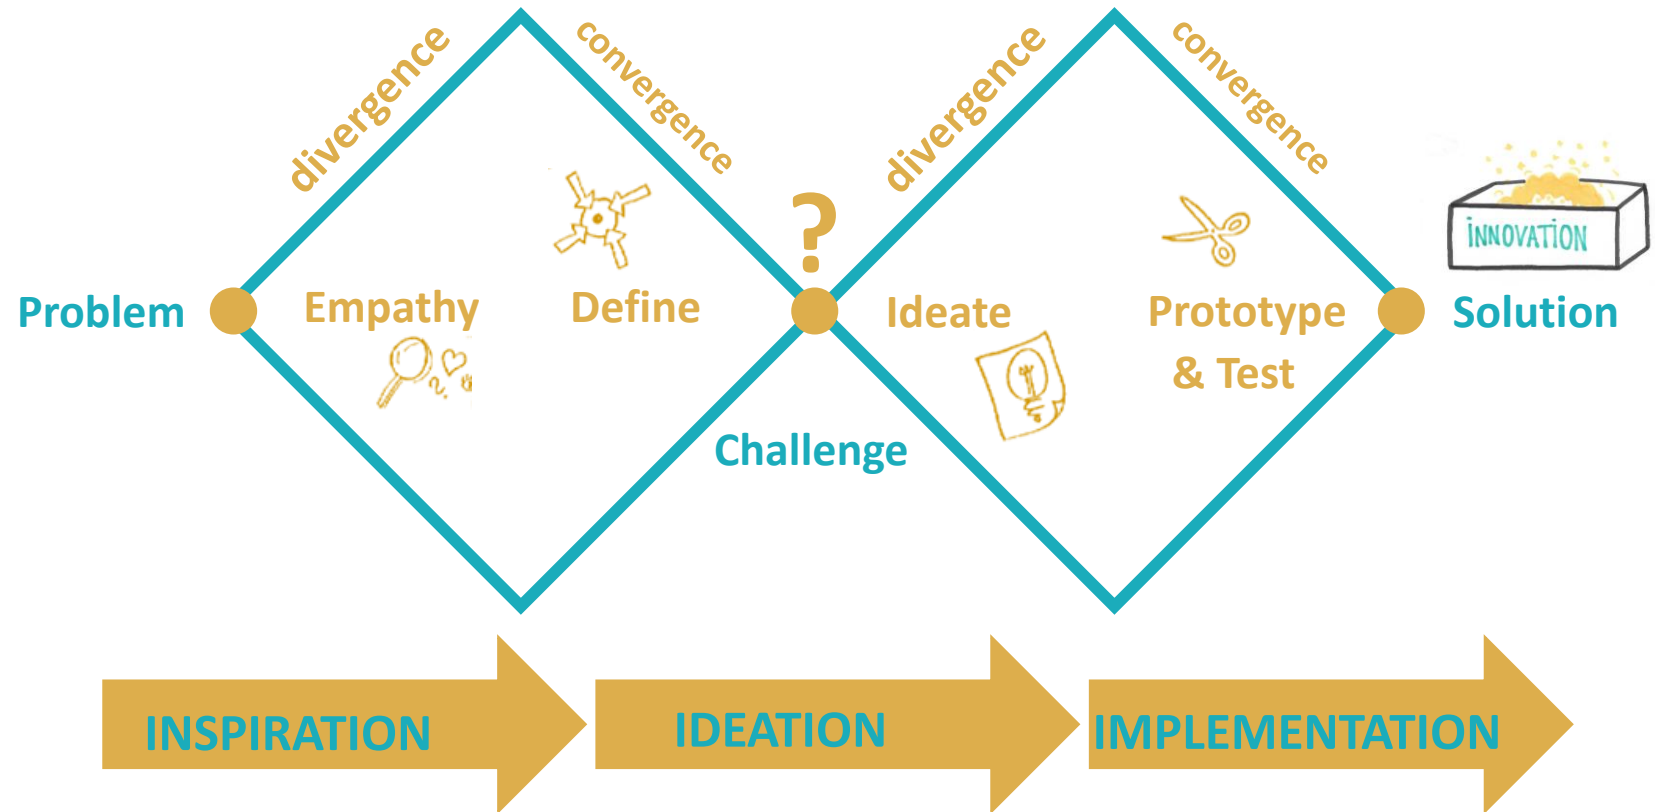 divergence
convergence
divergence
convergence
?
iNNOVATiON
Problem
Empathy
Define
Ideate
Prototype
& Test
Solution
?
Challenge
INSPIRATION
IDEATION
IMPLEMENTATION